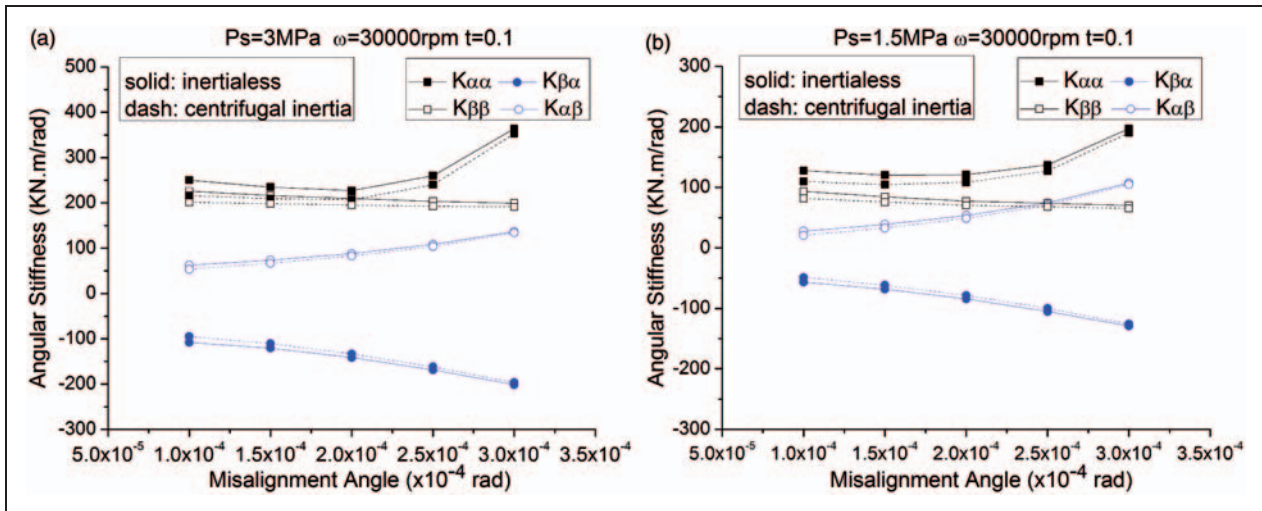 (a)
Ps=3MPa ω=30000rpm t=0.1
solid: inertialess
dash: centrifugal inertia
Kαα
Kβα
Kββ
Kαβ
500
400
300
200
100
0
-100
-200
-300
Angular Stiffness (KN.m/rad)
5.0x10⁻⁵ 1.0x10⁻⁴ 1.5x10⁻⁴ 2.0x10⁻⁴ 2.5x10⁻⁴ 3.0x10⁻⁴ 3.5x10⁻⁴
Misalignment Angle (x10⁻⁴ rad)
(b)
Ps=1.5MPa ω=30000rpm t=0.1
solid: inertialess
dash: centrifugal inertia
Kαα
Kβα
Kββ
Kαβ
300
200
100
0
-100
-200
-300
Angular Stiffness (KN.m/rad)
5.0x10⁻⁵ 1.0x10⁻⁴ 1.5x10⁻⁴ 2.0x10⁻⁴ 2.5x10⁻⁴ 3.0x10⁻⁴ 3.5x10⁻⁴
Misalignment Angle (x10⁻⁴ rad)